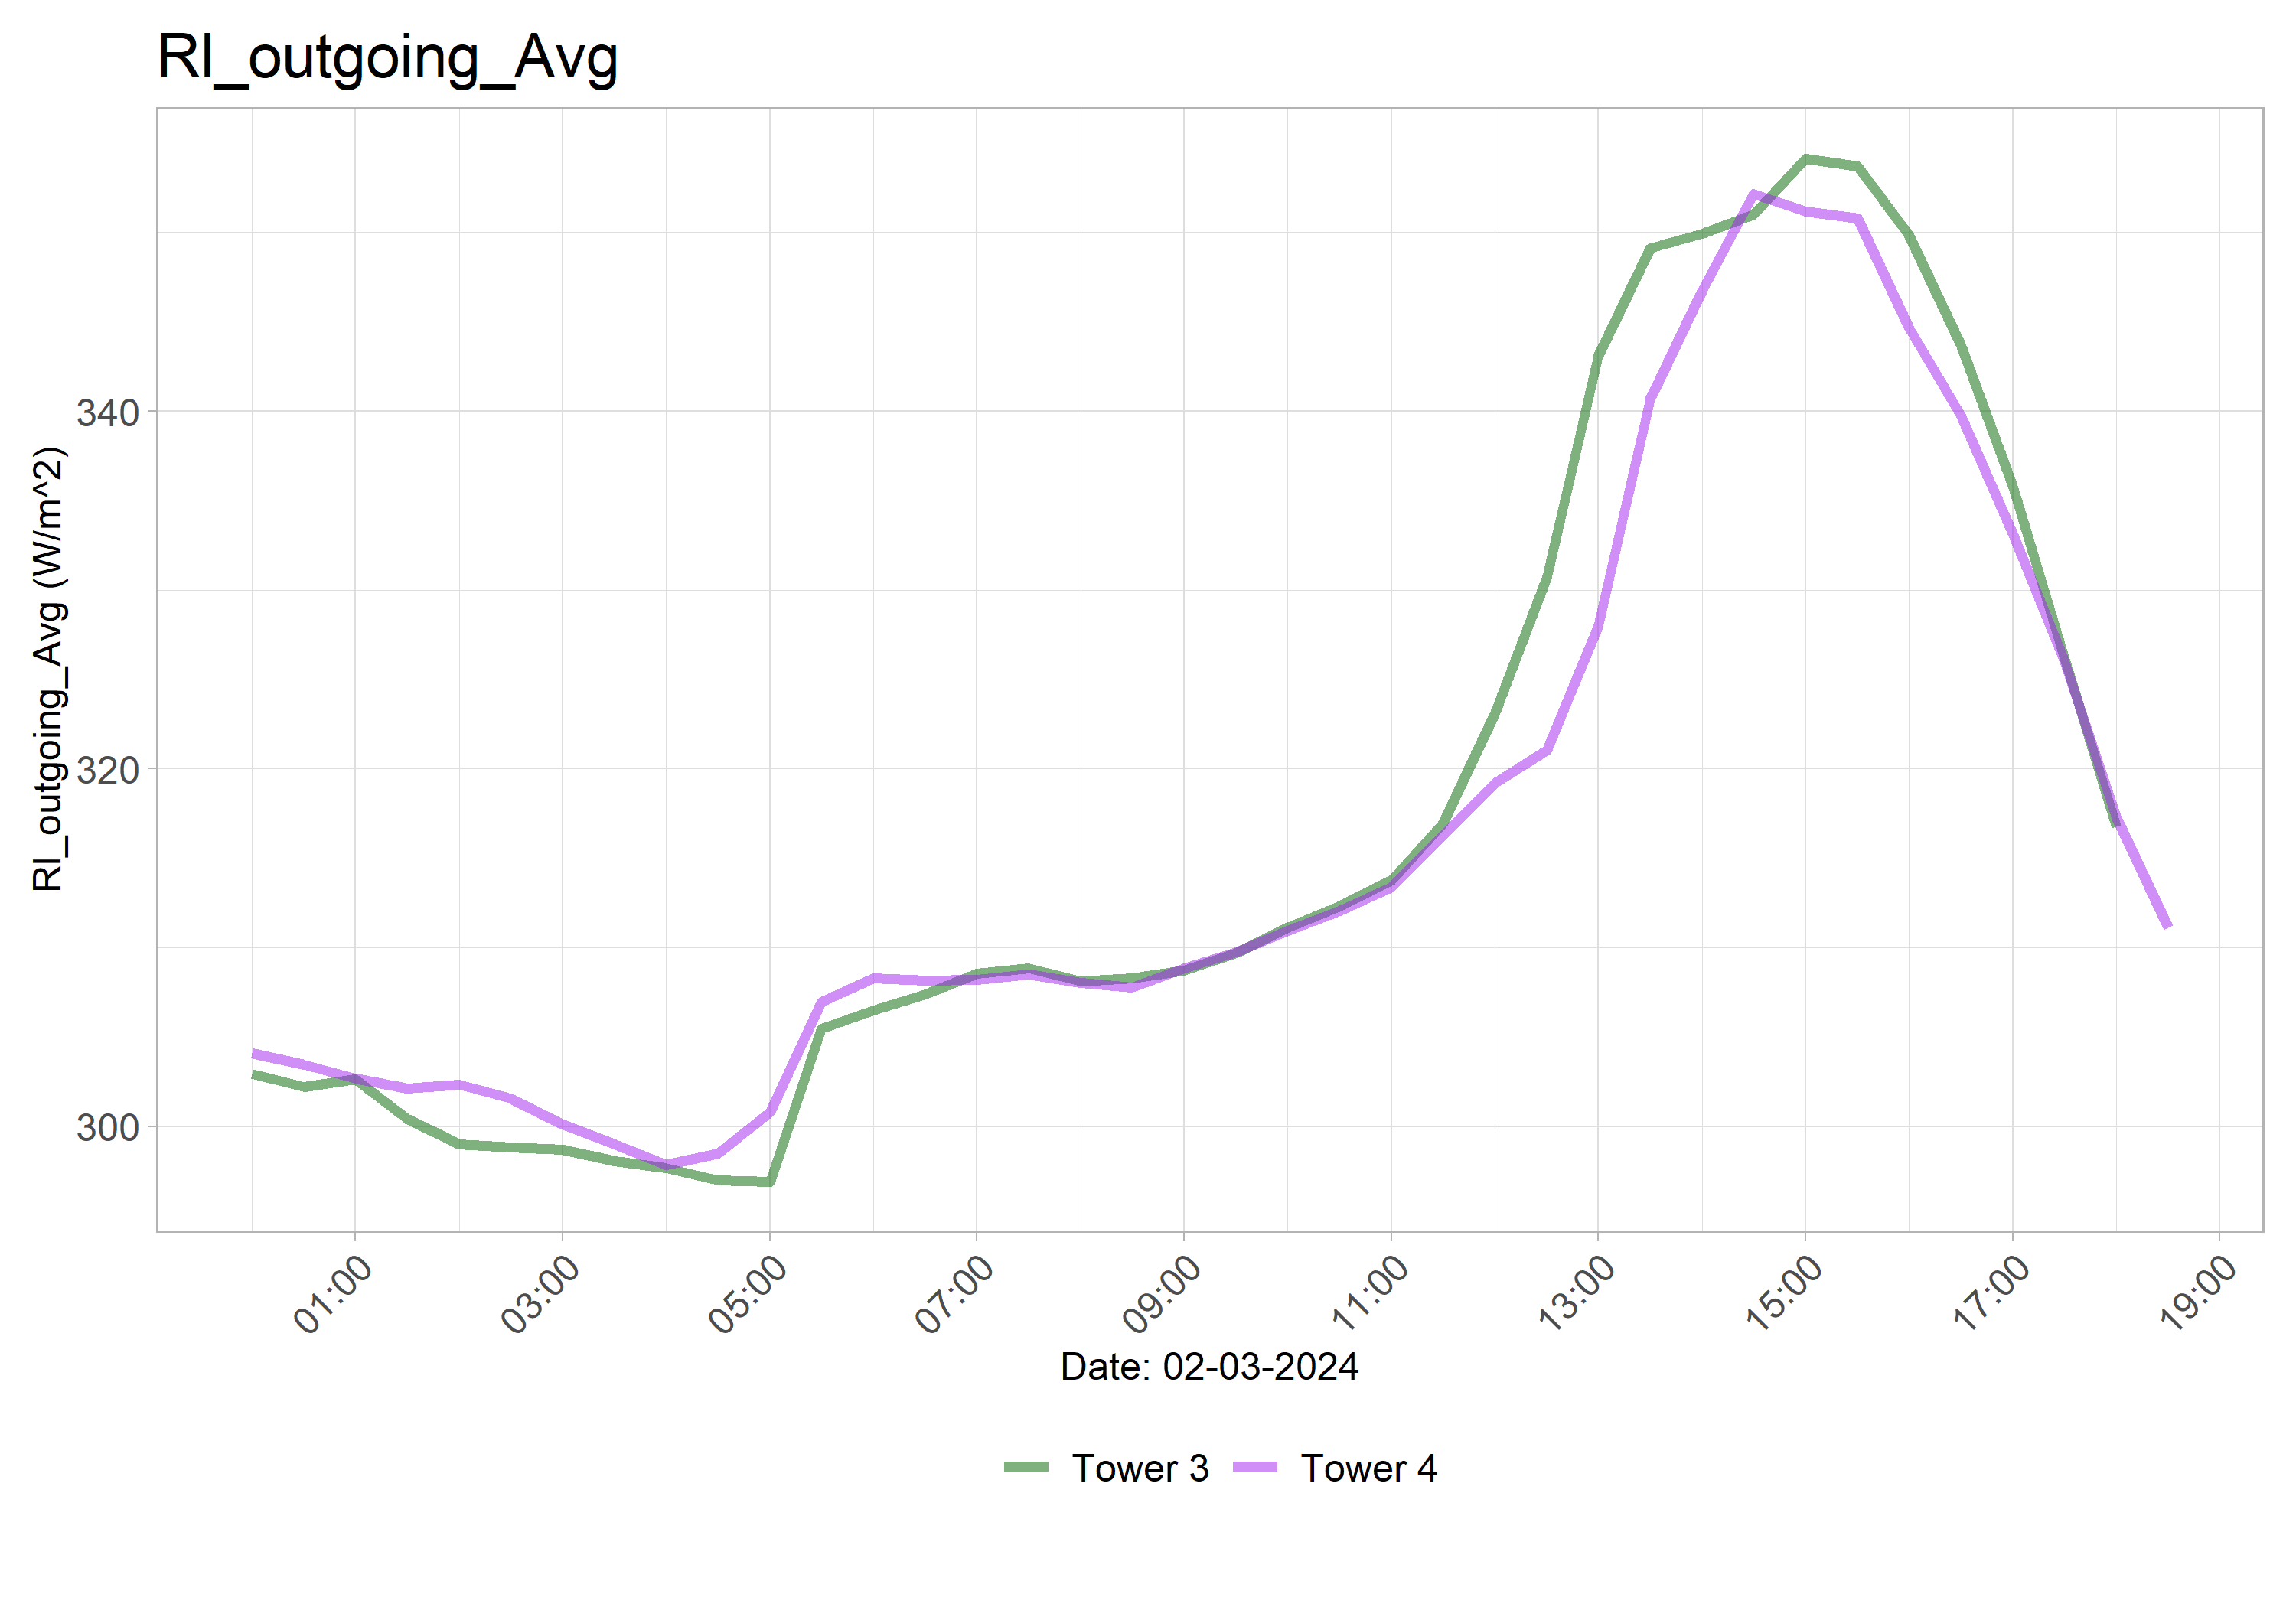 Rl_outgoing_Avg
Rl_outgoing_Avg (W/m^2)
340
320
300
01:00 03:00 05:00 07:00 09:00 11:00 13:00 15:00 17:00 19:00
Date: 02-03-2024
Tower 3 Tower 4